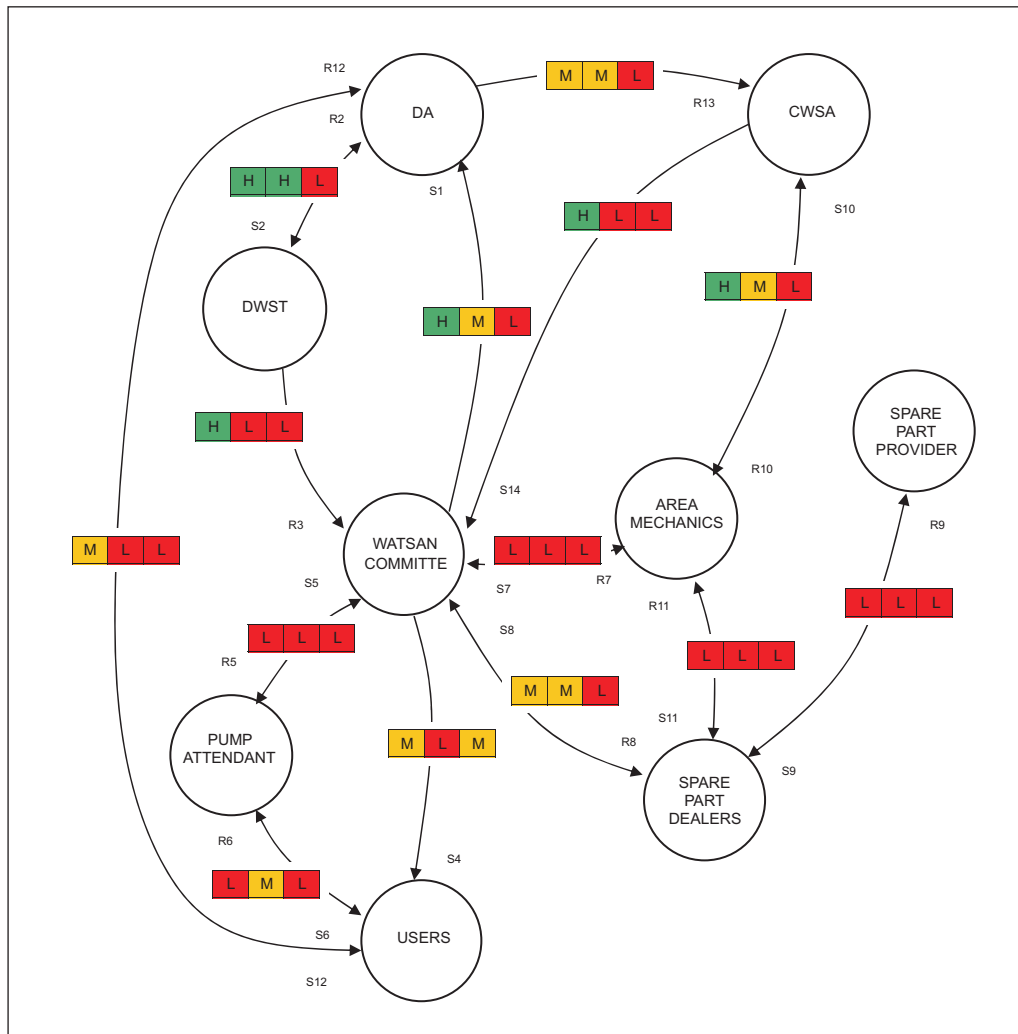 R12
DA
M M L
R13
CWSA
R2
H H L
S1
S2
H L L
S10
DWST
H M L
H M L
H L L
SPARE
PART
PROVIDER
S14
R10
AREA
MECHANICS
R3
WATSAN
COMMITTE
L L L
R9
M L L
S5
S7
R7
R11
L L L
S8
L L L
R5
L L L
M M L
S11
PUMP
ATTENDANT
M L M
R8
SPARE
PART
DEALERS
S9
R6
S4
L M L
S6
USERS
S12